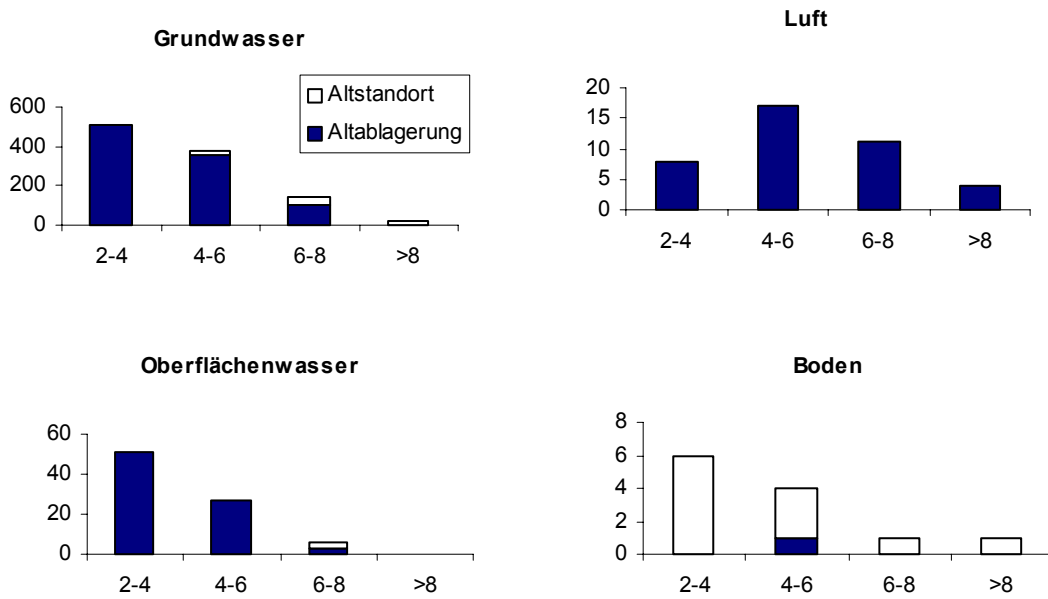 Grundwasser
Altstandort
Altablagerung
600
400
200
0
2-4 4-6 6-8 >8
Luft
20
15
10
5
0
2-4 4-6 6-8 >8
Oberflächenwasser
60
40
20
0
2-4 4-6 6-8 >8
Boden
8
6
4
2
0
2-4 4-6 6-8 >8